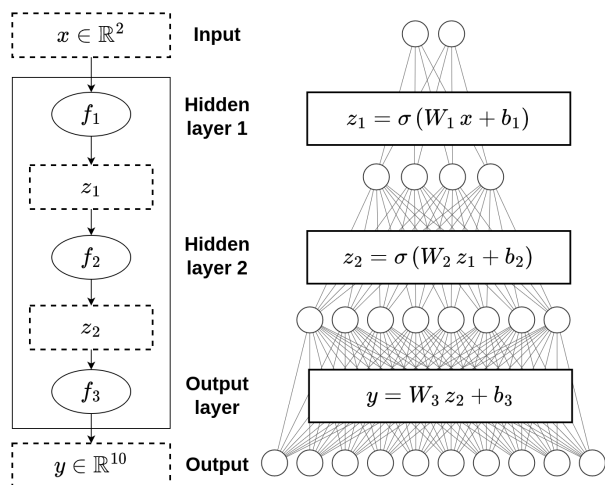 x ∈ ℝ²
Input
f₁
Hidden
layer 1
z₁ = σ (W₁ x + b₁)
z₁
f₂
Hidden
layer 2
z₂ = σ (W₂ z₁ + b₂)
z₂
f₃
Output
layer
y = W₃ z₂ + b₃
y ∈ ℝ¹⁰
Output